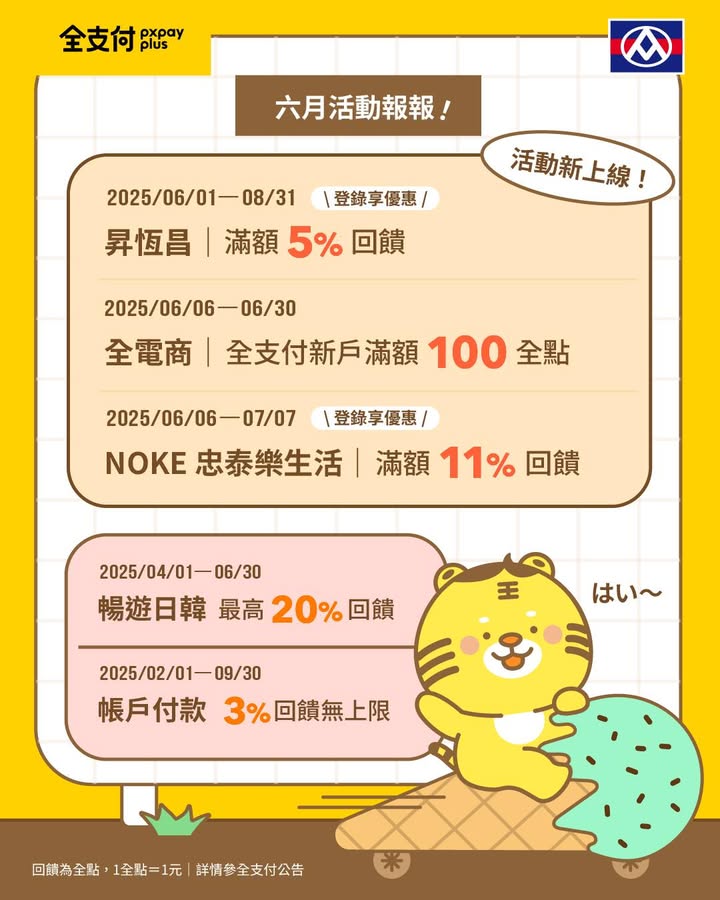 全支付 pxpay plus
六月活動報報!
活動新上線!
2025/06/01—08/31 \ 登錄享優惠 /
昇恆昌｜滿額 5% 回饋
2025/06/06—06/30
全電商｜全支付新戶滿額 100 全點
2025/06/06—07/07 \ 登錄享優惠 /
NOKE 忠泰樂生活｜滿額 11% 回饋
2025/04/01—06/30
暢遊日韓 最高 20% 回饋
王
はい〜
2025/02/01—09/30
帳戶付款 3% 回饋無上限
回饋為全點，1全點＝1元｜詳情參全支付公告